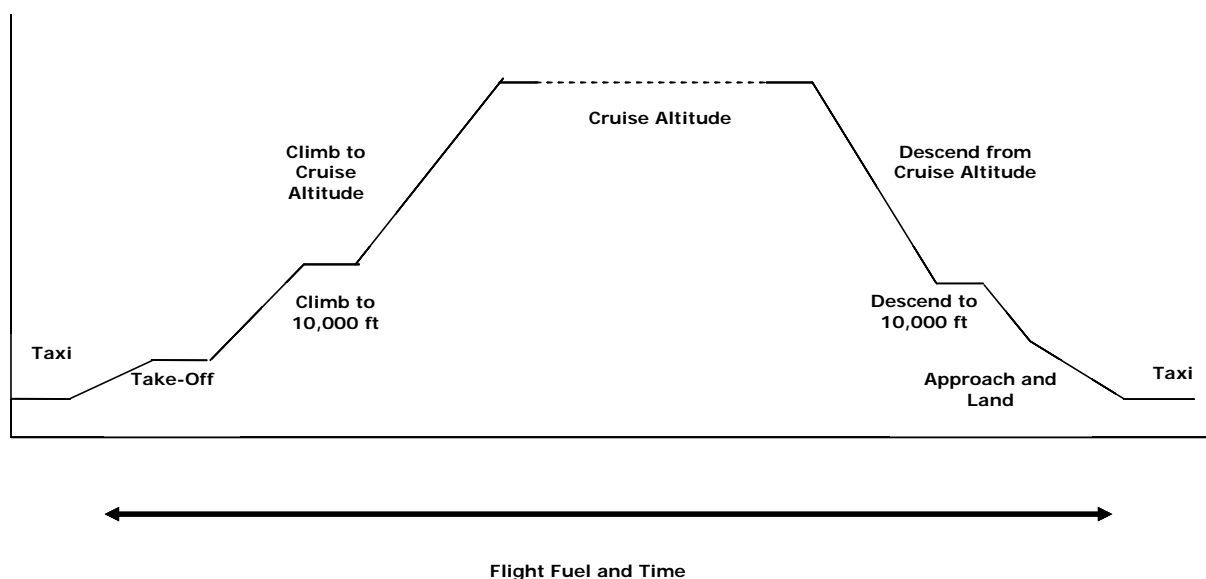 Cruise Altitude
Climb to
Cruise
Altitude
Descend from
Cruise Altitude
Climb to
10,000 ft
Descend to
10,000 ft
Taxi
Take-Off
Approach and
Land
Taxi
Flight Fuel and Time